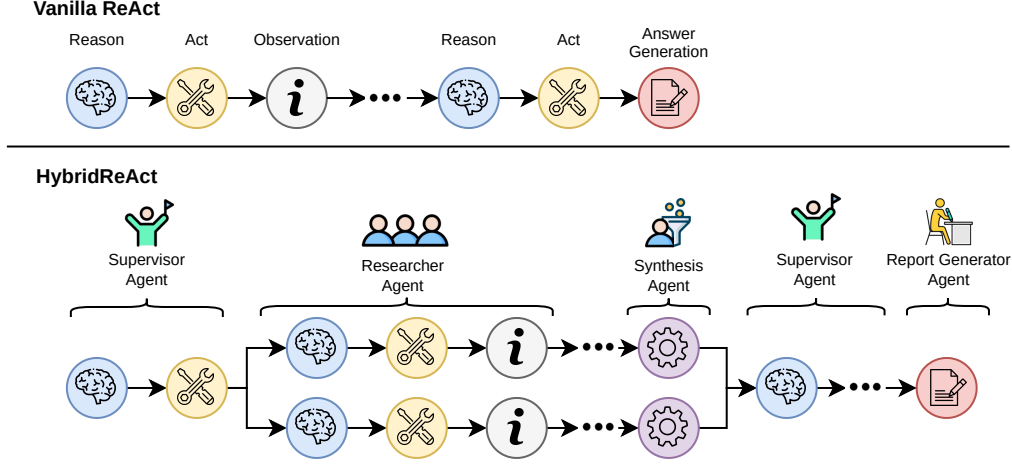 Vanilla ReAct
Reason
Act
Observation
Reason
Act
Answer
Generation
HybridReAct
Supervisor
Agent
Researcher
Agent
Synthesis
Agent
Supervisor
Agent
Report Generator
Agent